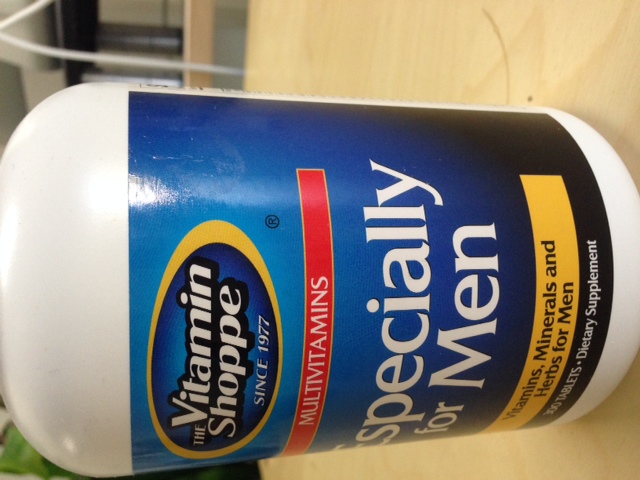 THE Vitamin
Shoppe
SINCE 1977
®
MULTIVITAMINS
Especially
for Men
Vitamins, Minerals and
Herbs for Men
300 TABLETS • Dietary Supplement